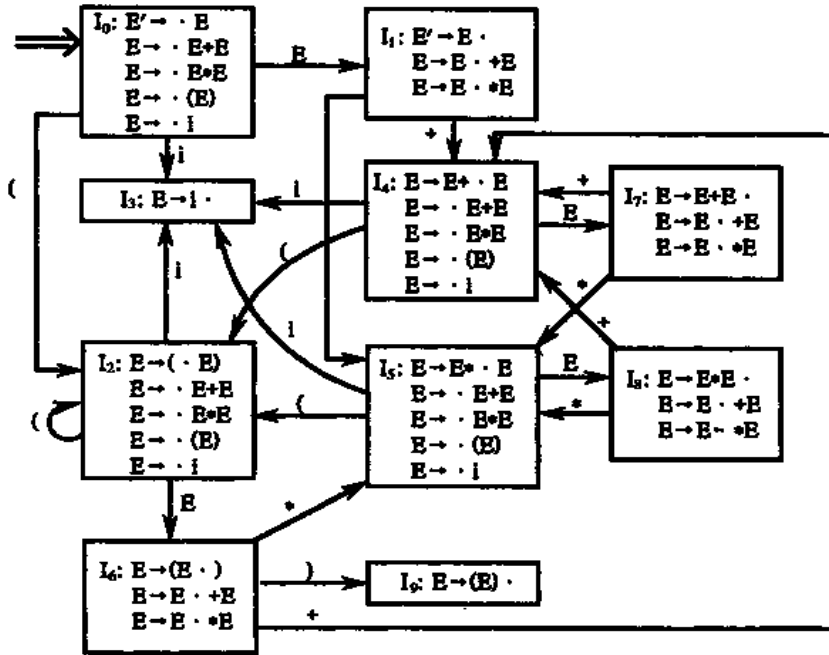 I₀: E′→ · E
E→ · E+E
E→ · E*E
E→ · (E)
E→ · i
E
I₁: E′→E ·
E→E · +E
E→E · *E
(
i
+
I₃: E→i ·
i
I₄: E→E+ · E
E→ · E+E
E→ · E*E
E→ · (E)
E→ · i
+
E
I₇: E→E+E ·
E→E · +E
E→E · *E
(
i
i
*
+
I₂: E→( · E)
E→ · E+E
E→ · E*E
E→ · (E)
E→ · i
(
(
I₅: E→E* · E
E→ · E+E
E→ · E*E
E→ · (E)
E→ · i
E
*
I₈: E→E*E ·
E→E · +E
E→E · *E
E
*
I₆: E→(E · )
E→E · +E
E→E · *E
)
I₉: E→(E) ·
+